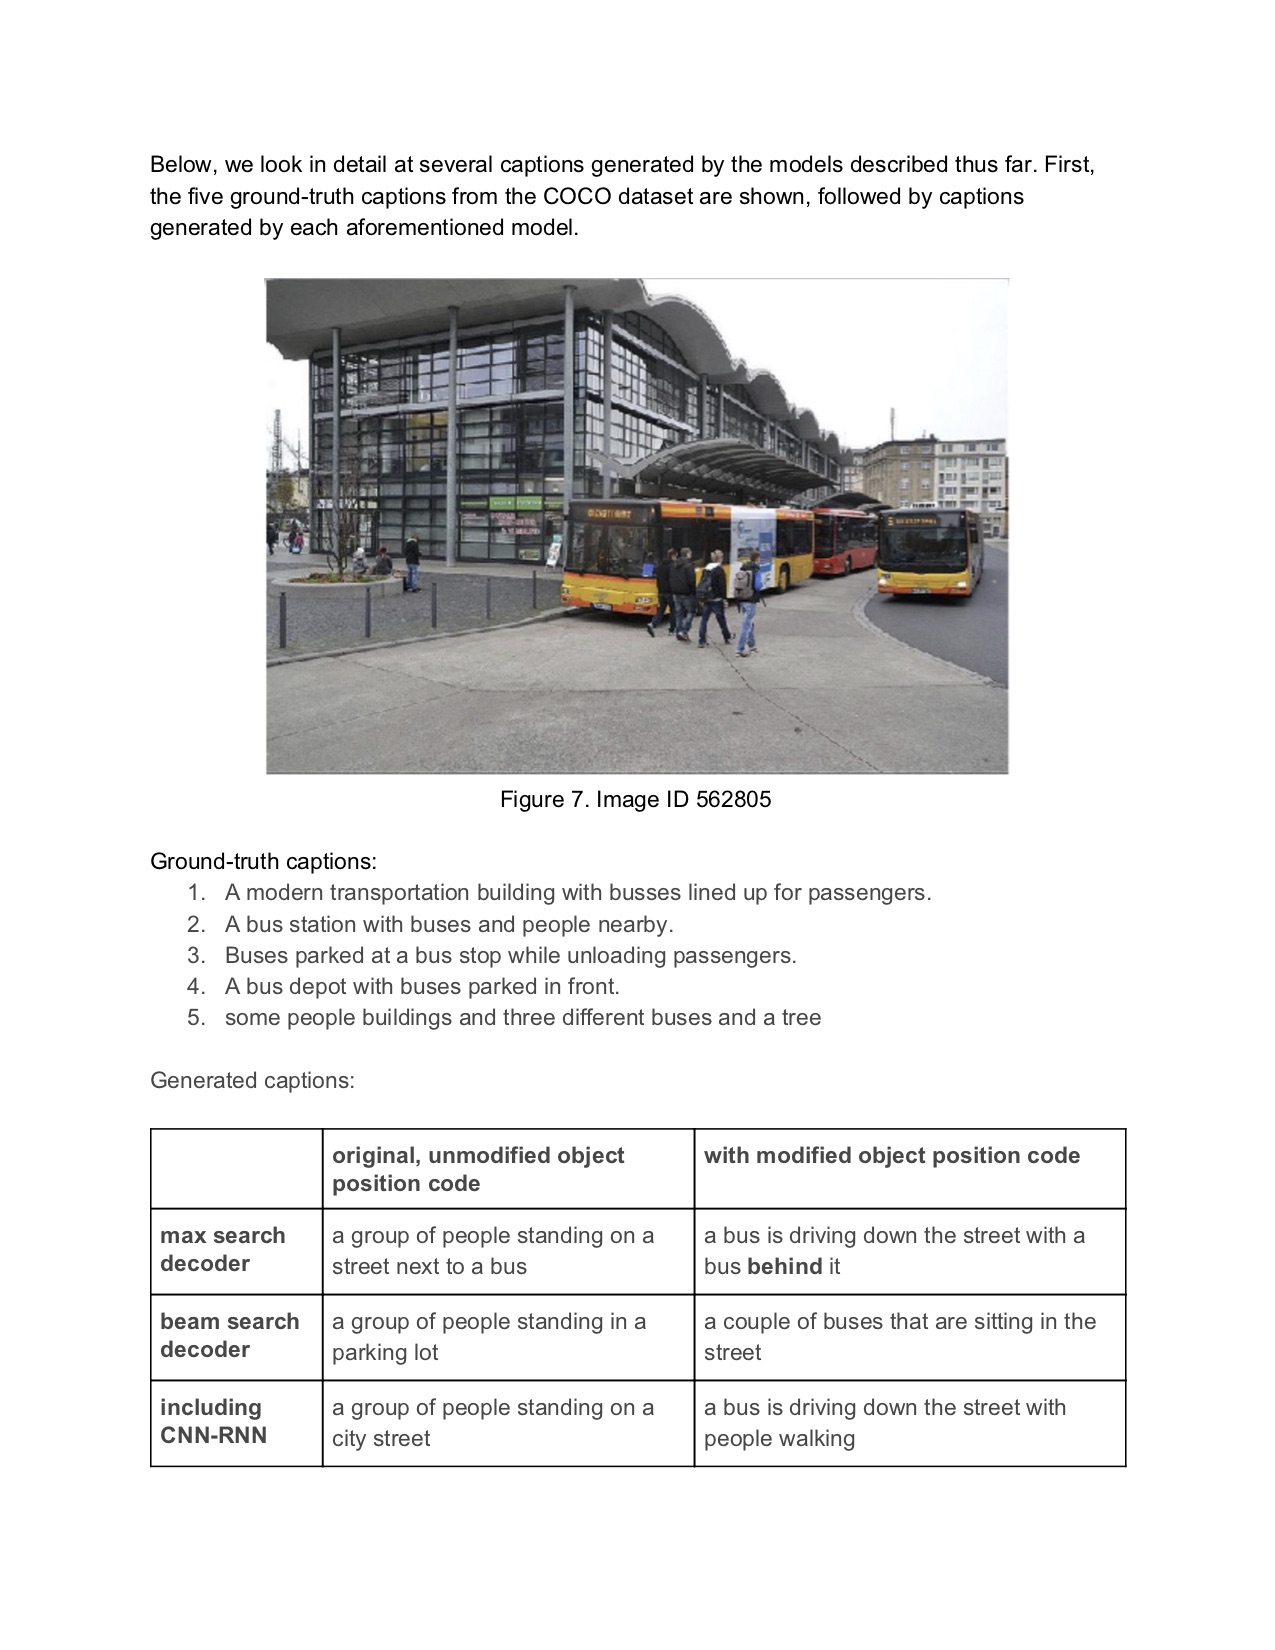 Below, we look in detail at several captions generated by the models described thus far. First,
the five ground-truth captions from the COCO dataset are shown, followed by captions
generated by each aforementioned model.
Figure 7. Image ID 562805
Ground-truth captions:
1. A modern transportation building with busses lined up for passengers.
2. A bus station with buses and people nearby.
3. Buses parked at a bus stop while unloading passengers.
4. A bus depot with buses parked in front.
5. some people buildings and three different buses and a tree
Generated captions:
original, unmodified object
position code
with modified object position code
max search
decoder
a group of people standing on a
street next to a bus
a bus is driving down the street with a
bus behind it
beam search
decoder
a group of people standing in a
parking lot
a couple of buses that are sitting in the
street
including
CNN-RNN
a group of people standing on a
city street
a bus is driving down the street with
people walking